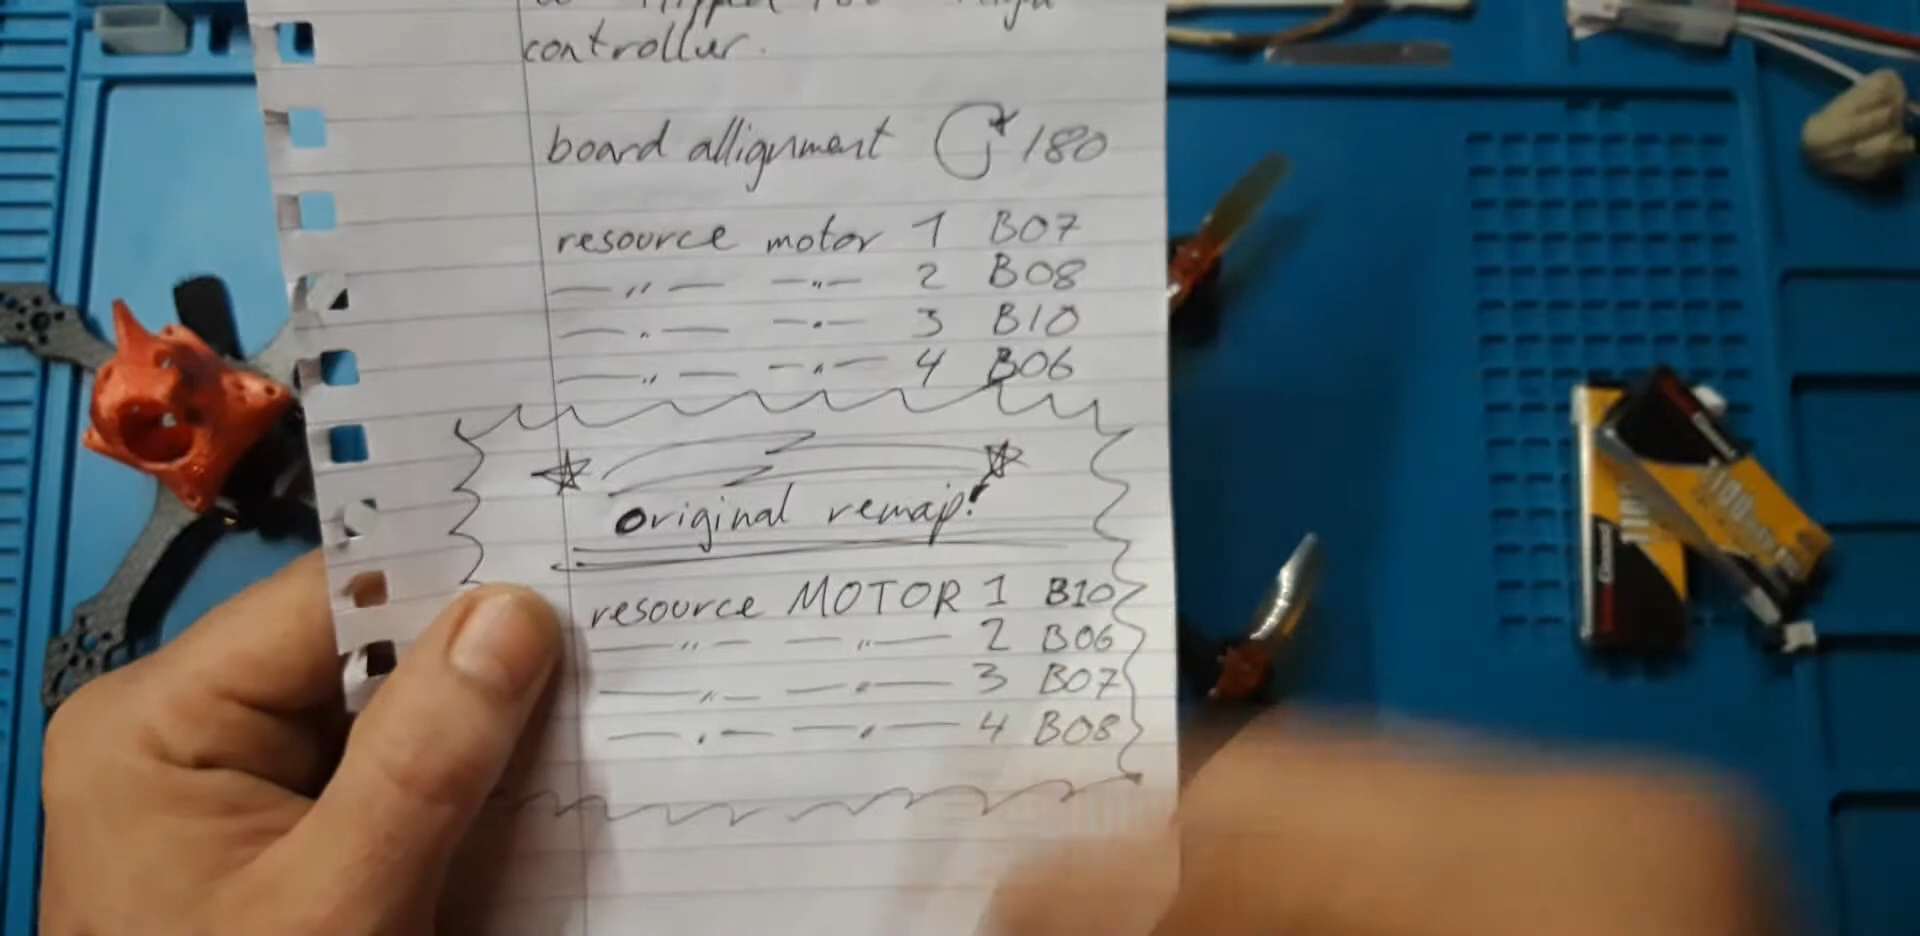 controller.
board allignment 180
resource motor 1 B07
—〃— —〃— 2 B08
—〃— —〃— 3 B10
—〃— —〃— 4 B06
original remap!
resource MOTOR 1 B10
—〃— —〃— 2 B06
—〃— —〃— 3 B07
—〃— —〃— 4 B08